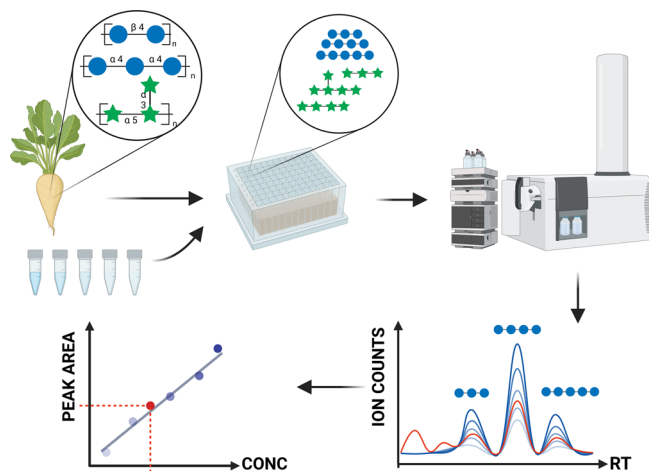 β 4
n
α 4 α 4
n
α
3
α 5
n
PEAK AREA
CONC
ION COUNTS
RT